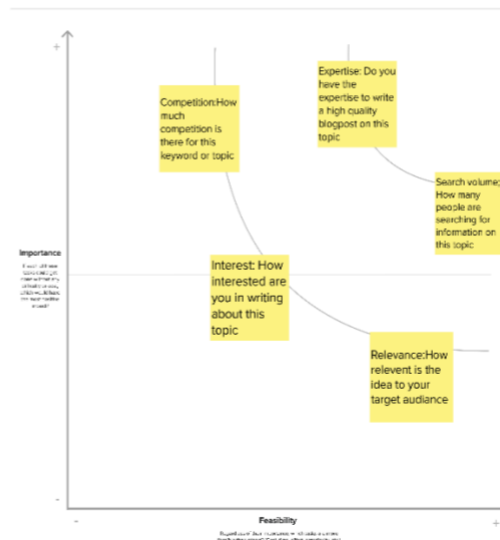 +
Competition:How
much
competition is
there for this
keyword or topic
Expertise: Do you
have the
expertise to write
a high quality
blogpost on this
topic
Search volume:
How many
people are
searching for
information on
this topic
Importance
Interest: How
interested are
you in writing
about this
topic
Relevance:How
relevent is the
idea to your
target audiance
-
-
Feasibility
+